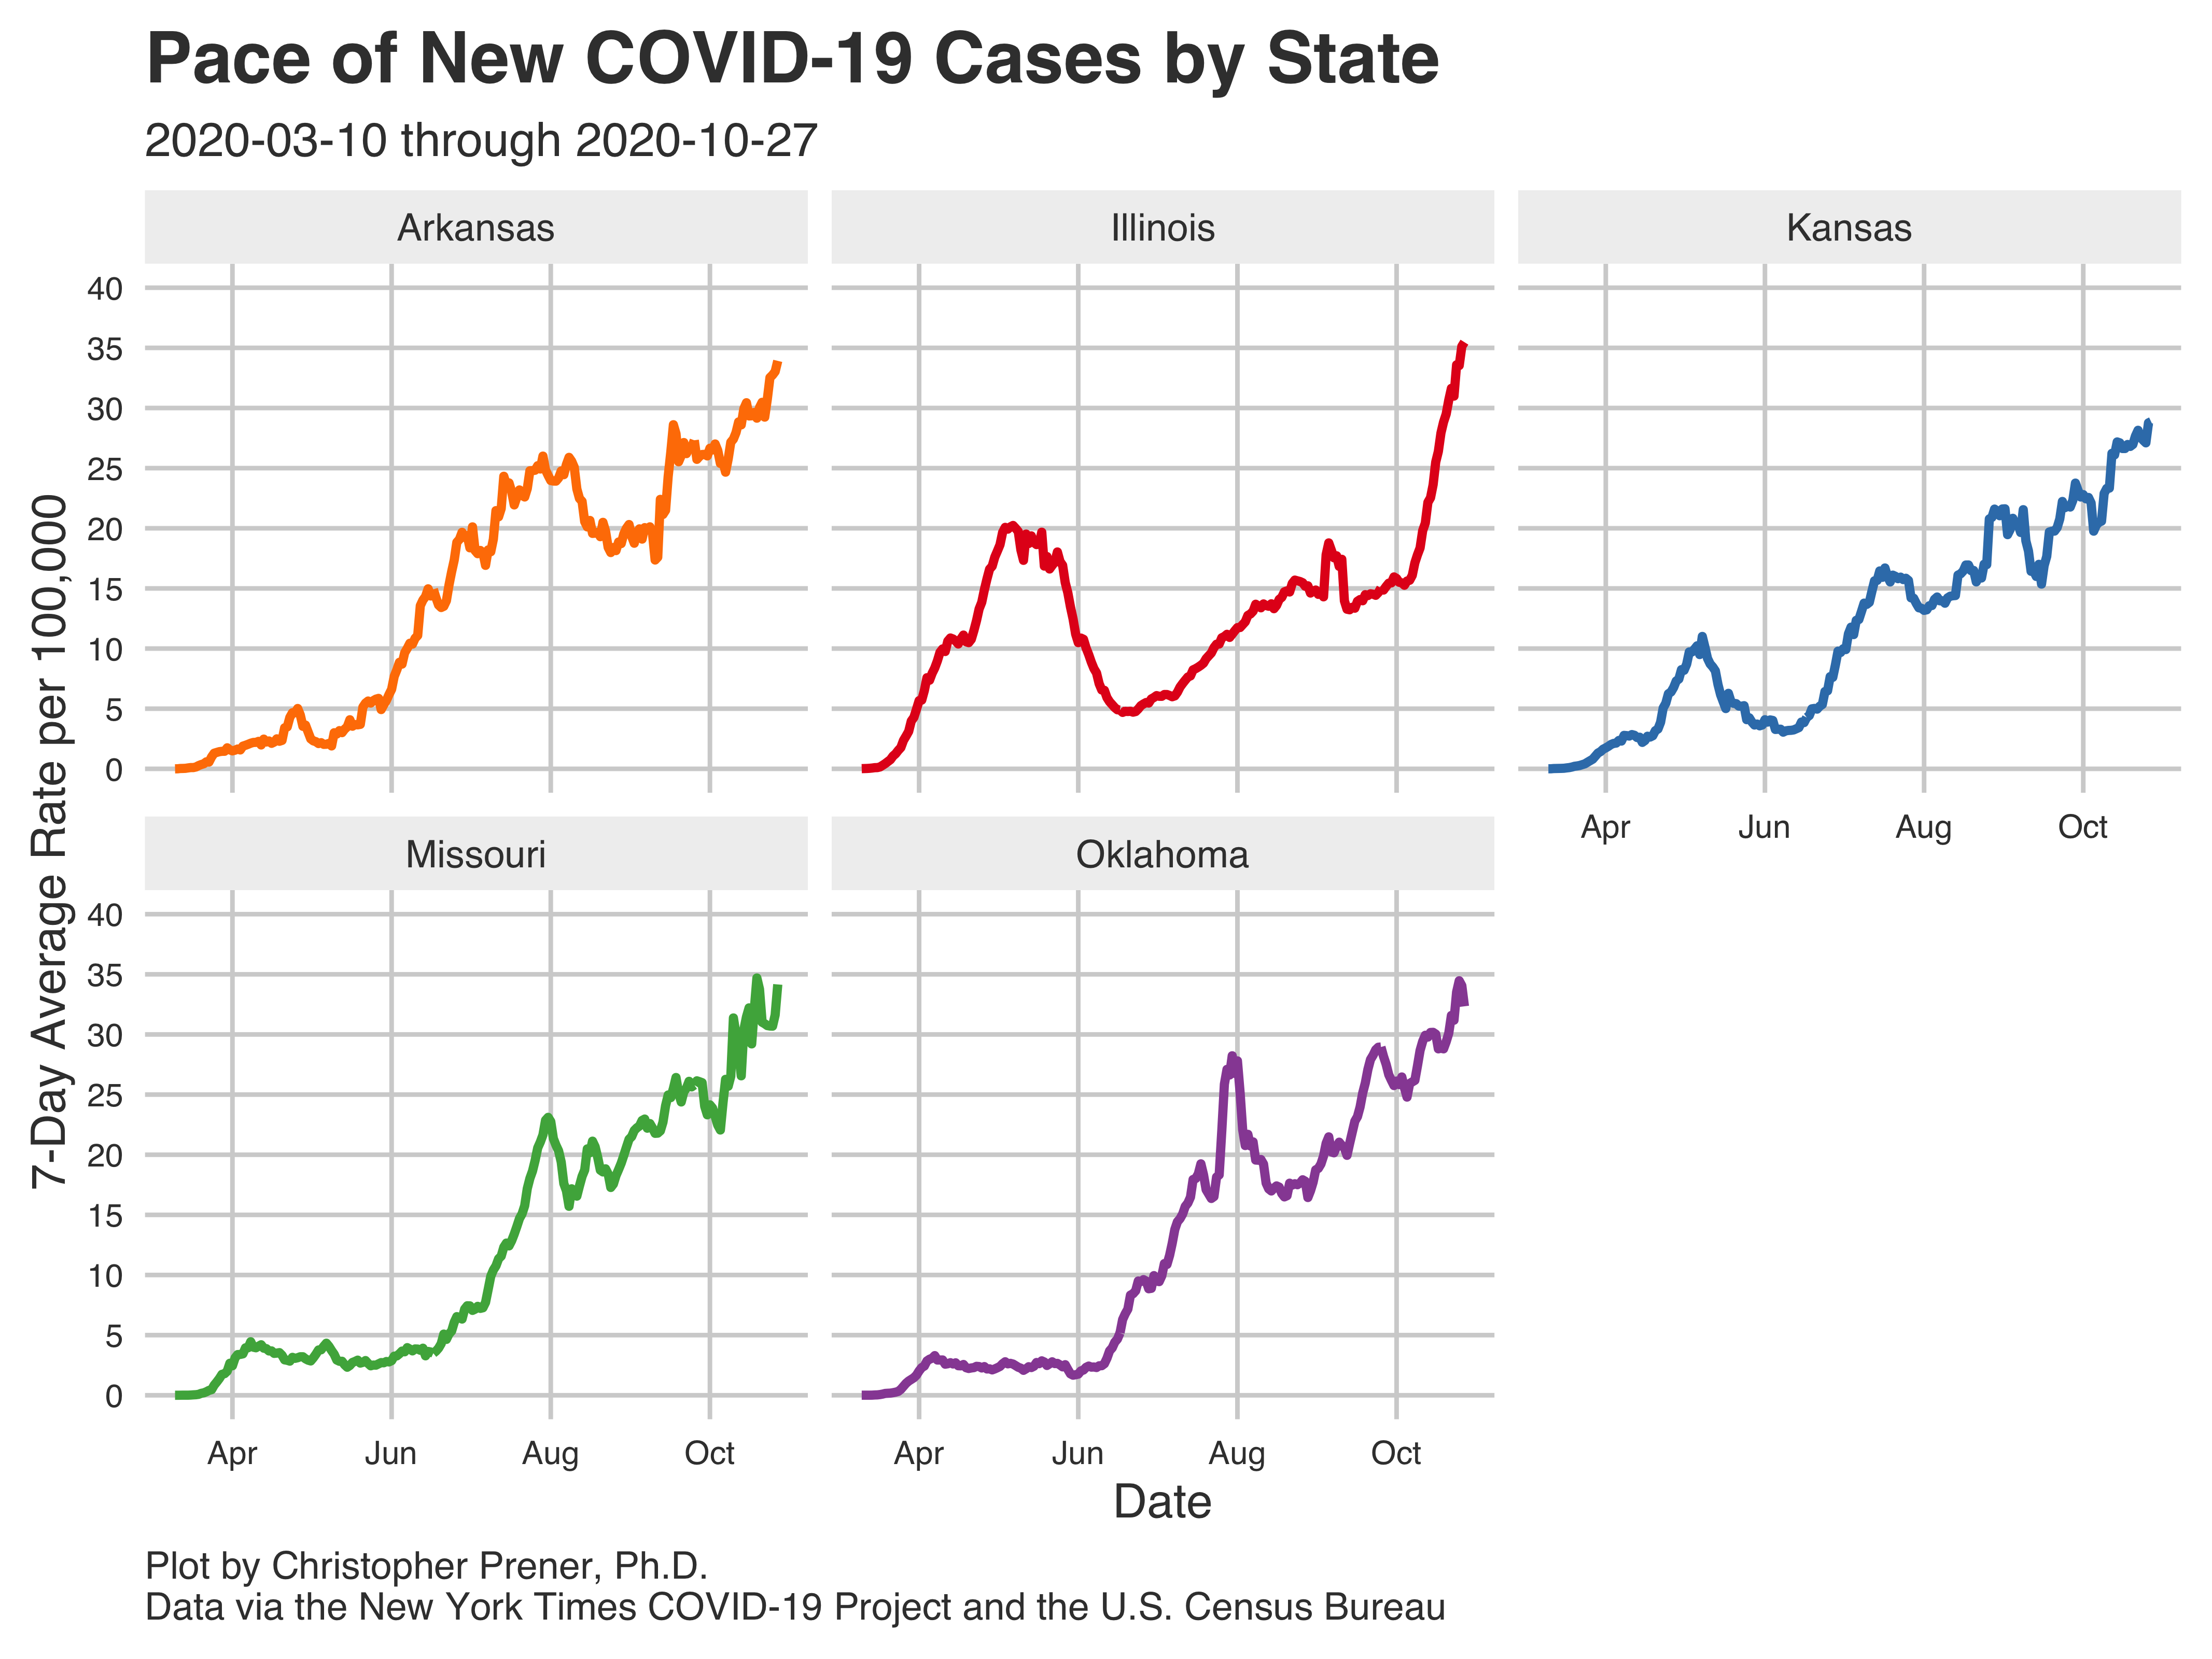 Pace of New COVID-19 Cases by State
2020-03-10 through 2020-10-27
Arkansas
Illinois
Kansas
40
35
30
25
20
15
10
5
0
Apr Jun Aug Oct
Missouri
Oklahoma
40
35
30
25
20
15
10
5
0
Apr Jun Aug Oct
Apr Jun Aug Oct
7-Day Average Rate per 100,000
Date
Plot by Christopher Prener, Ph.D.
Data via the New York Times COVID-19 Project and the U.S. Census Bureau